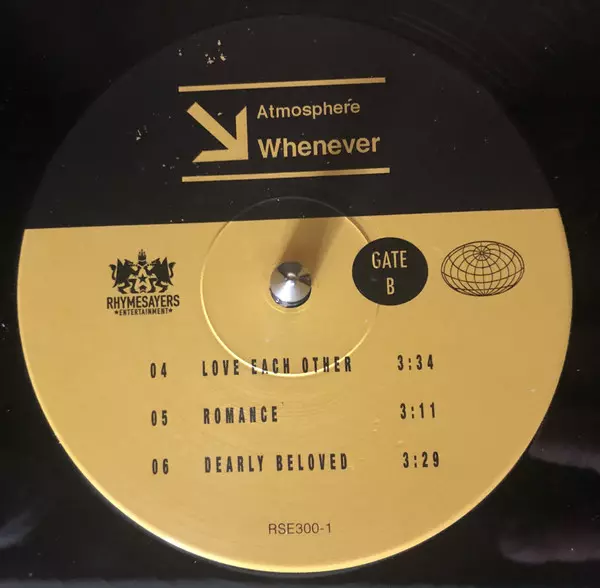 Atmosphere
Whenever
GATE
B
RHYMESAYERS
★ENTERTAINMENT★
04 LOVE EACH OTHER 3:34
05 ROMANCE 3:11
06 DEARLY BELOVED 3:29
RSE300-1